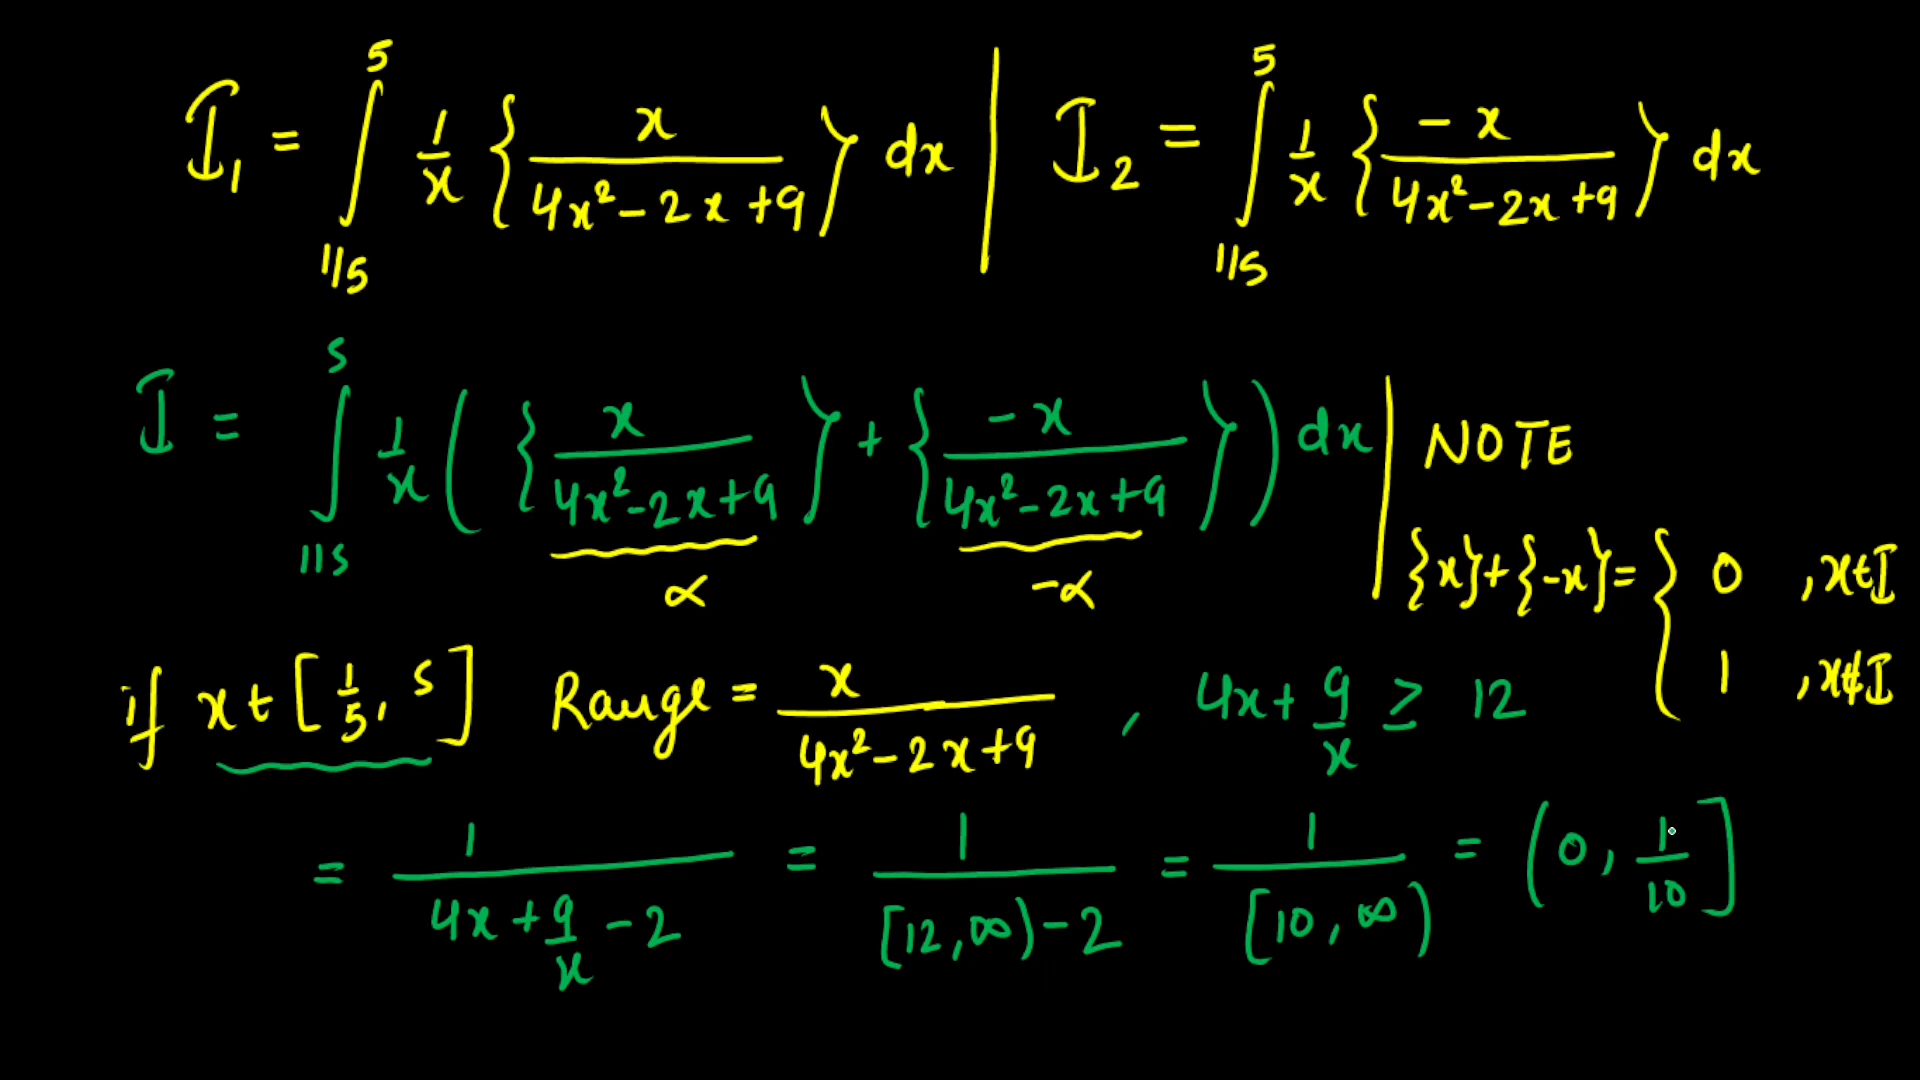 I₁ = ∫_{1/5}^{5} 1/x { x/(4x²-2x+9) } dx | I₂ = ∫_{1/5}^{5} 1/x { -x/(4x²-2x+9) } dx
I = ∫_{1/5}^{5} 1/x ( { x/(4x²-2x+9) } + { -x/(4x²-2x+9) } ) dx | NOTE
α -α {x}+{-x}= { 0 , x∈I
1 , x∉I
if x∈[1/5, 5] Range = x/(4x²-2x+9) , 4x+9/x ≥ 12
= 1/(4x+9/x-2) = 1/([12,∞)-2) = 1/[10,∞) = (0, 1/10]